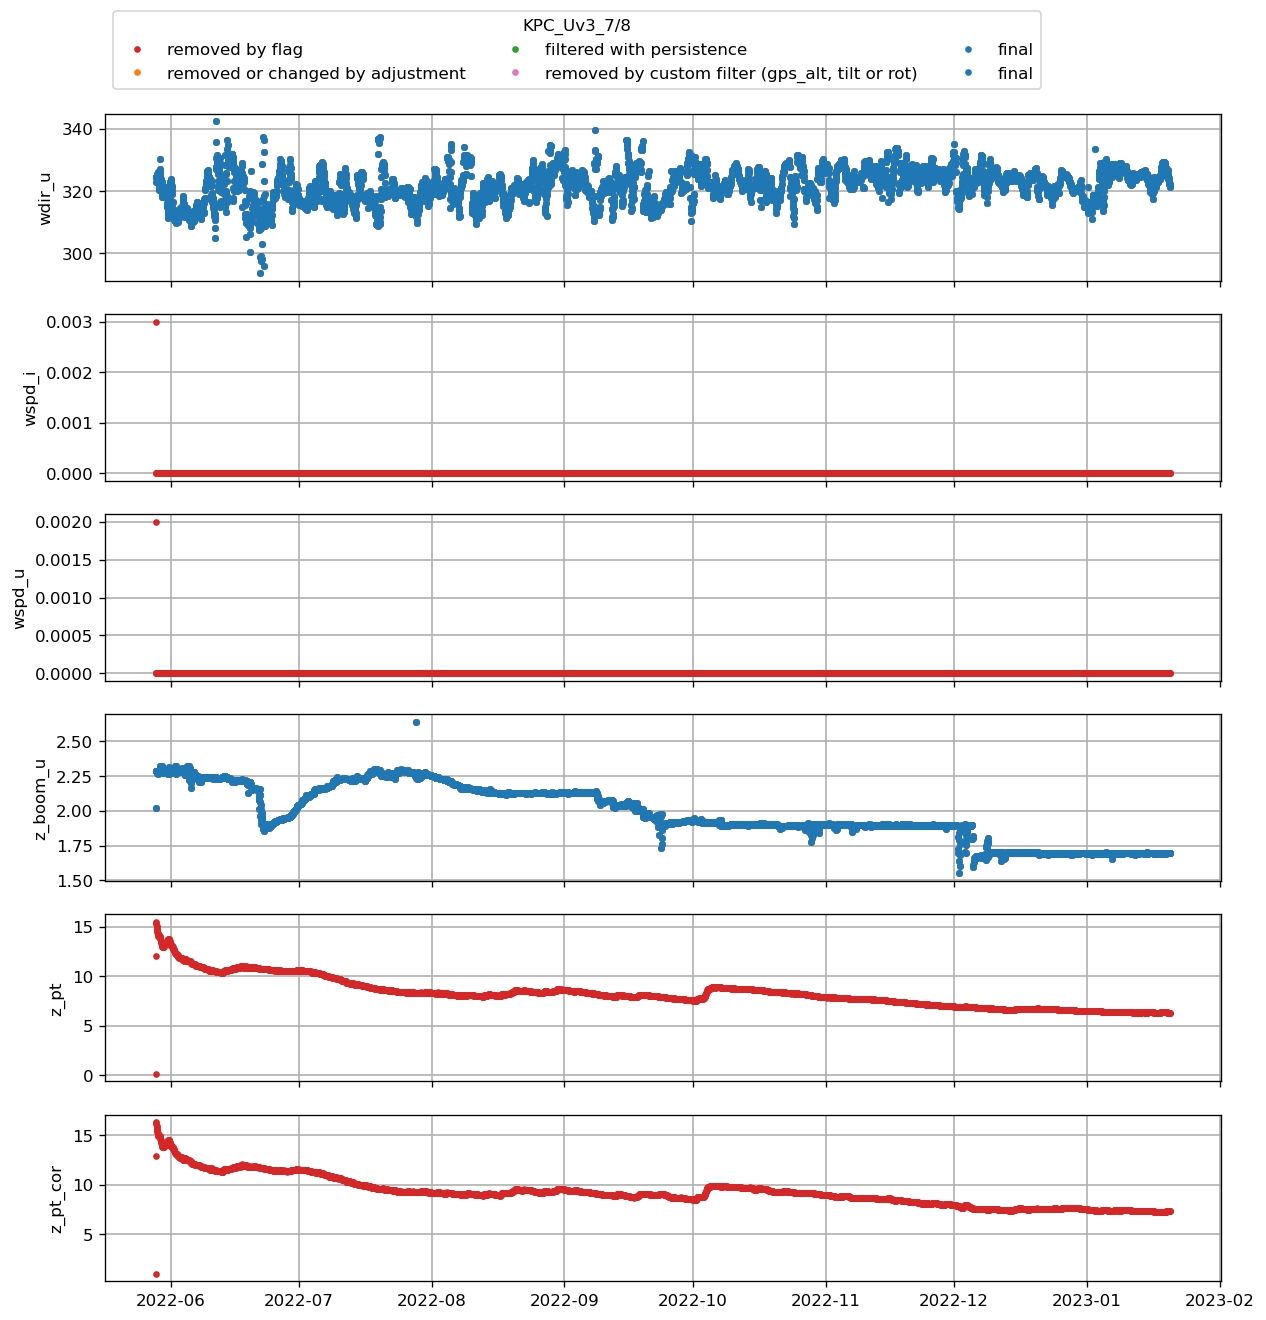 KPC_Uv3_7/8
removed by flag
filtered with persistence
final
removed or changed by adjustment
removed by custom filter (gps_alt, tilt or rot)
final
340
320
300
wdir_u
0.003
0.002
0.001
0.000
wspd_i
0.0020
0.0015
0.0010
0.0005
0.0000
wspd_u
2.50
2.25
2.00
1.75
1.50
z_boom_u
15
10
5
0
z_pt
15
10
5
z_pt_cor
2022-06 2022-07 2022-08 2022-09 2022-10 2022-11 2022-12 2023-01 2023-02